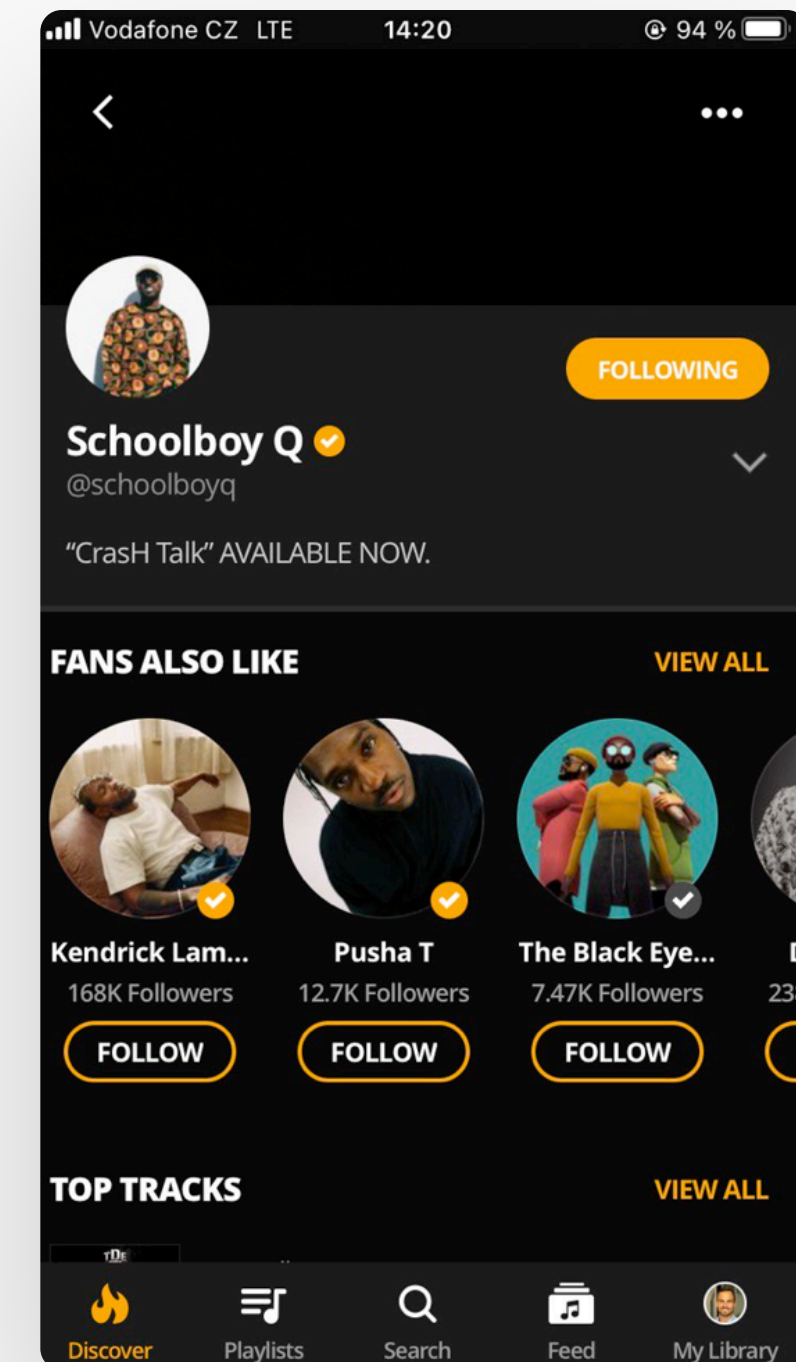 Vodafone CZ LTE 14:20 94 %
FOLLOWING
Schoolboy Q
@schoolboyq
“CrasH Talk” AVAILABLE NOW.
FANS ALSO LIKE VIEW ALL
Kendrick Lam... Pusha T The Black Eye... D
168K Followers 12.7K Followers 7.47K Followers 23
FOLLOW FOLLOW FOLLOW
TOP TRACKS VIEW ALL
TDE
Discover Playlists Search Feed My Library